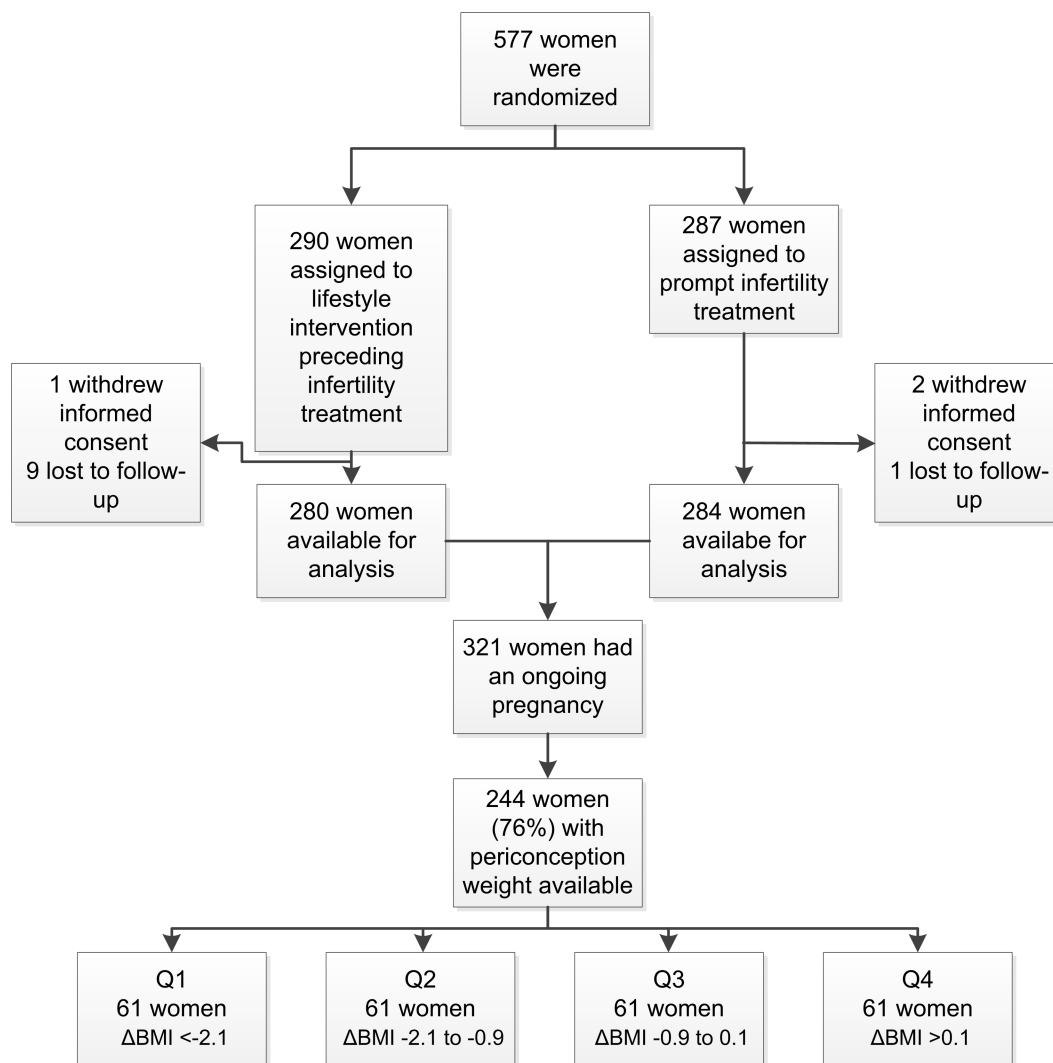 577 women
were
randomized
290 women
assigned to
lifestyle
intervention
preceding
infertility
treatment
287 women
assigned to
prompt infertility
treatment
1 withdrew
informed
consent
9 lost to follow-
up
2 withdrew
informed
consent
1 lost to follow-
up
280 women
available for
analysis
284 women
availabe for
analysis
321 women had
an ongoing
pregnancy
244 women
(76%) with
periconception
weight available
Q1
61 women
ΔBMI <-2.1
Q2
61 women
ΔBMI -2.1 to -0.9
Q3
61 women
ΔBMI -0.9 to 0.1
Q4
61 women
ΔBMI >0.1